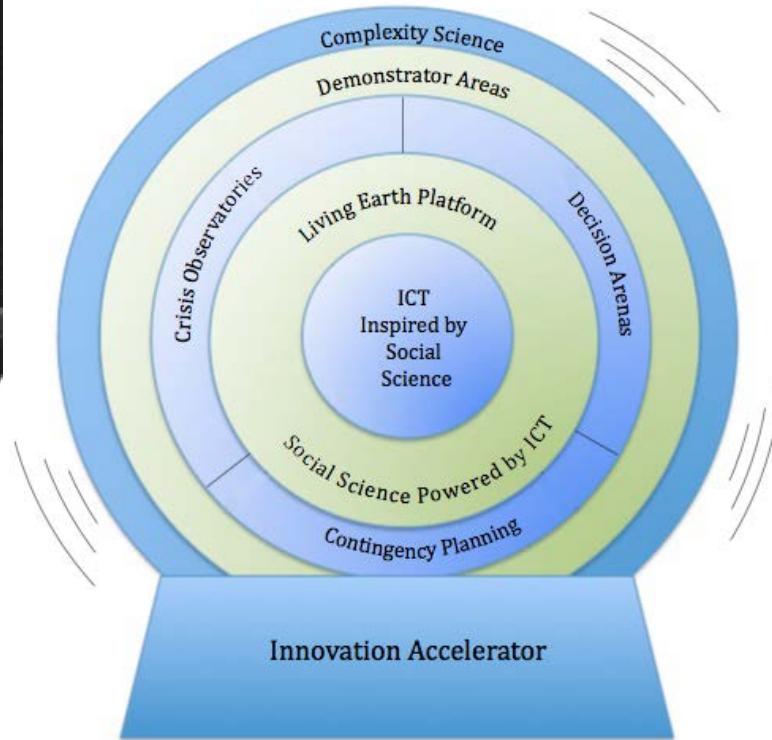 Complexity Science
Demonstrator Areas
Crisis Observatories
Decision Arenas
Living Earth Platform
ICT
Inspired by
Social
Science
Social Science Powered by ICT
Contingency Planning
Innovation Accelerator